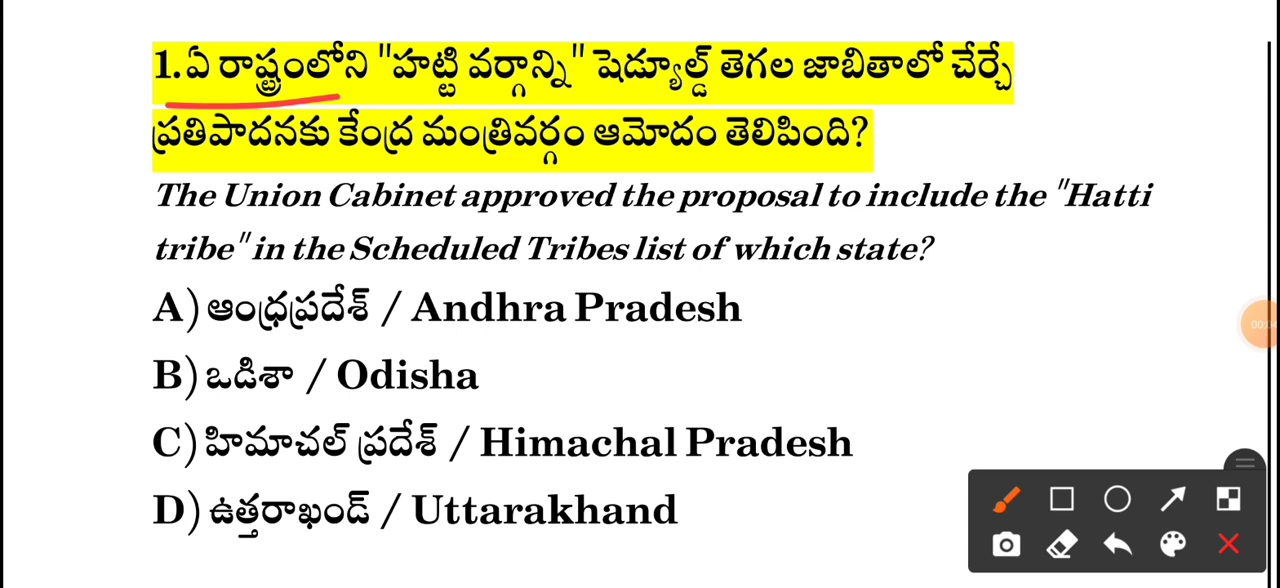 1.ఏ రాష్ట్రంలోని "హట్టి వర్గాన్ని" షెడ్యూల్డ్ తెగల జాబితాలో చేర్చే
ప్రతిపాదనకు కేంద్ర మంత్రివర్గం ఆమోదం తెలిపింది?
The Union Cabinet approved the proposal to include the "Hatti
tribe" in the Scheduled Tribes list of which state?
A) ఆంధ్రప్రదేశ్ / Andhra Pradesh
B) ఒడిశా / Odisha
C) హిమాచల్ ప్రదేశ్ / Himachal Pradesh
D) ఉత్తరాఖండ్ / Uttarakhand